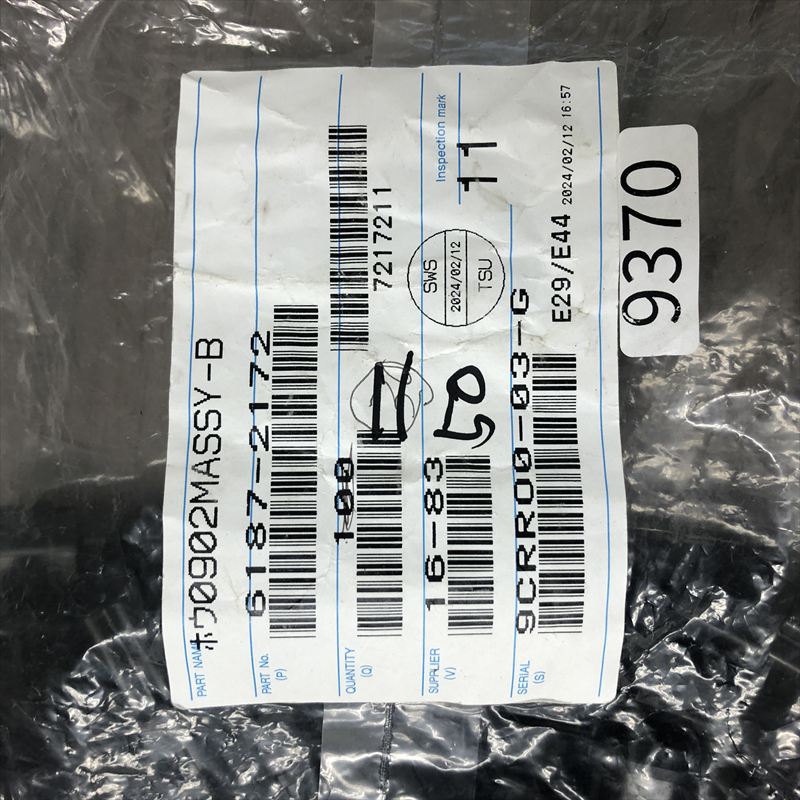 PART NAME
ホウ0902MASSY-B
PART No.
(P)
6187-2172
7217211
QUANTITY
(Q)
100
SUPPLIER
(V)
16-83
50
SWS
2024/02/12
TSU
Inspection mark
11
SERIAL
(S)
9CRR00-03-G
E29/E44
2024/02/12 16:57
9370